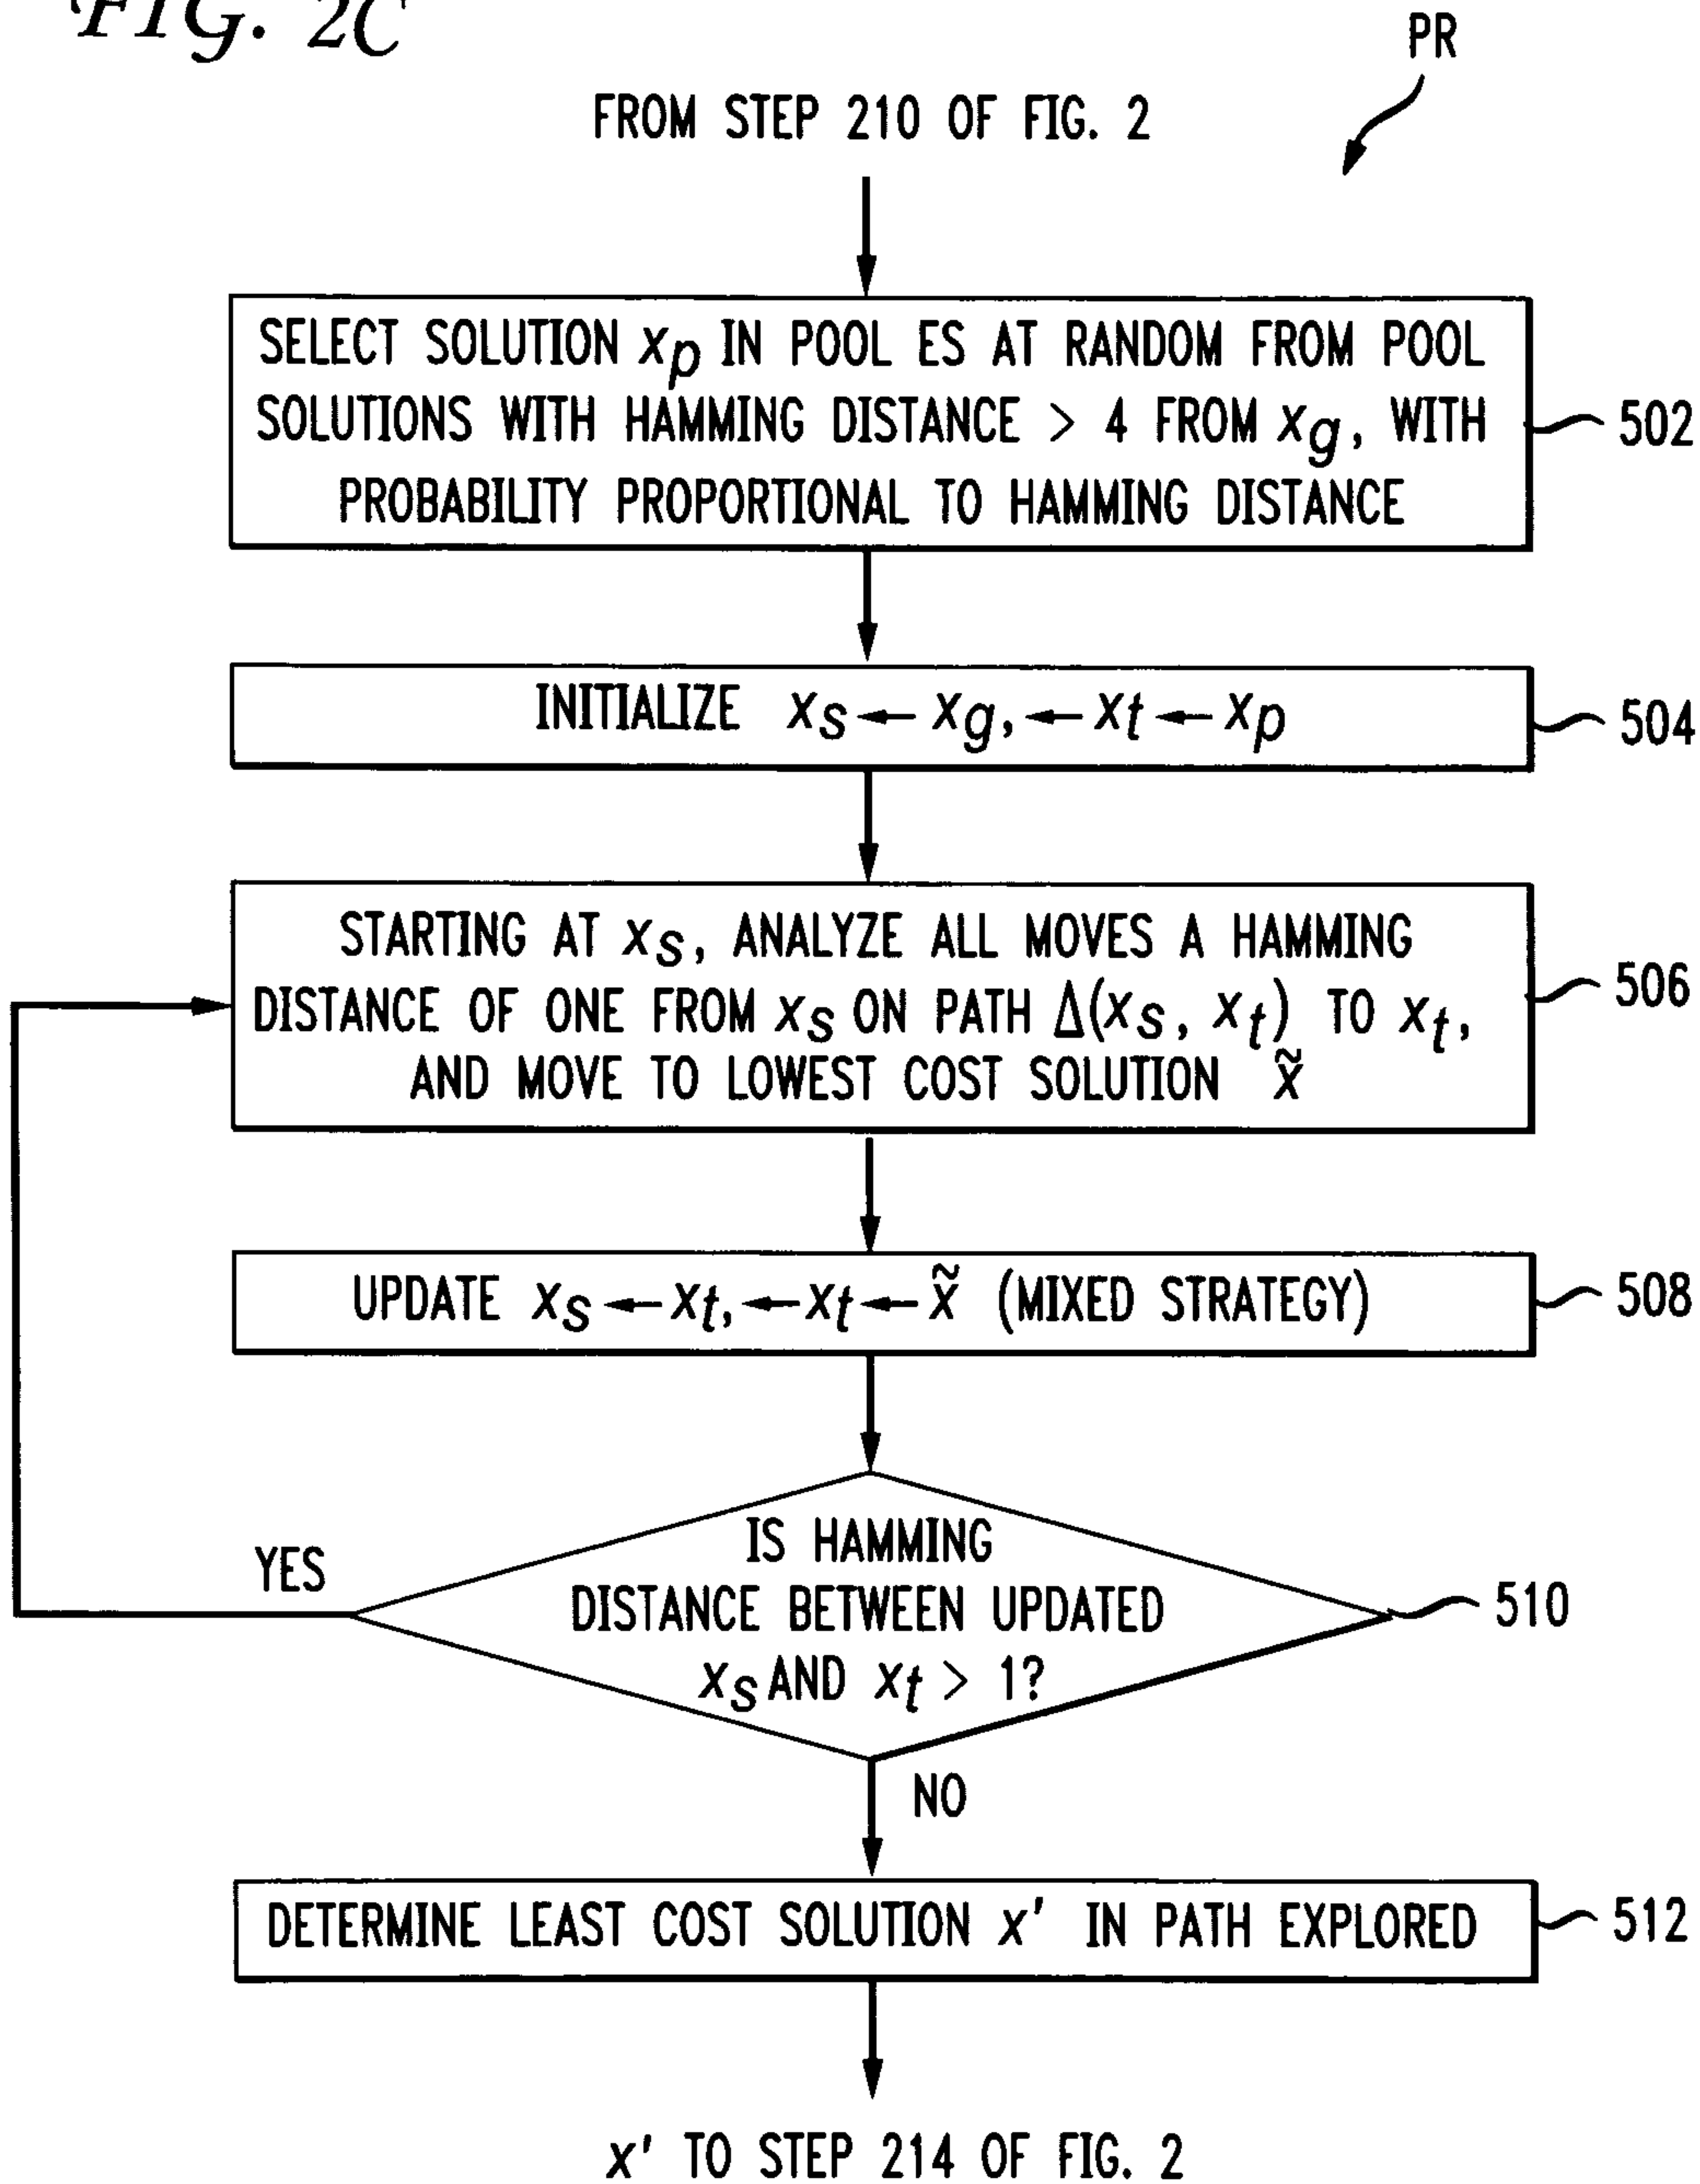 FIG. 2C
PR
FROM STEP 210 OF FIG. 2
SELECT SOLUTION xp IN POOL ES AT RANDOM FROM POOL
SOLUTIONS WITH HAMMING DISTANCE > 4 FROM xg, WITH
PROBABILITY PROPORTIONAL TO HAMMING DISTANCE
502
INITIALIZE xs ← xg, ← xt ← xp
504
STARTING AT xs, ANALYZE ALL MOVES A HAMMING
DISTANCE OF ONE FROM xs ON PATH Δ(xs, xt) TO xt,
AND MOVE TO LOWEST COST SOLUTION x̃
506
UPDATE xs ← xt, ← xt ← x̃ (MIXED STRATEGY)
508
IS HAMMING
DISTANCE BETWEEN UPDATED
xs AND xt > 1?
510
YES
NO
DETERMINE LEAST COST SOLUTION x' IN PATH EXPLORED
512
x' TO STEP 214 OF FIG. 2